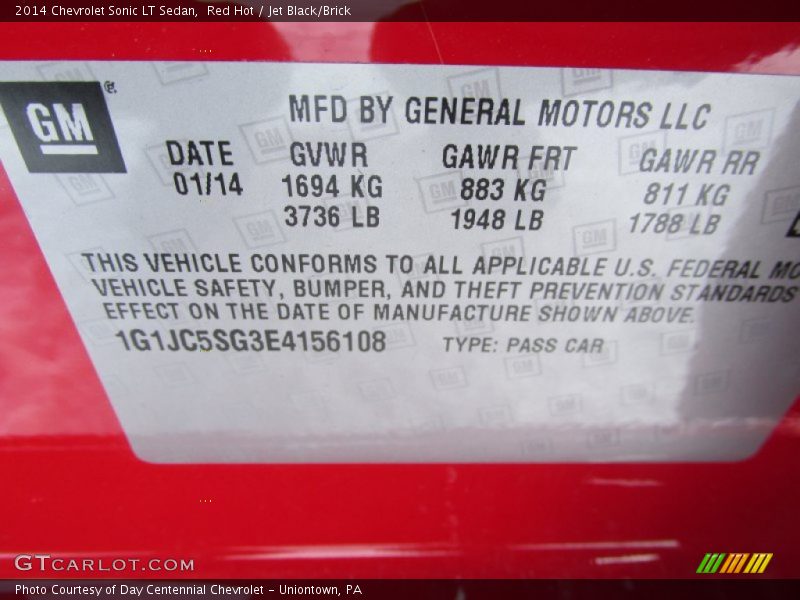 2014 Chevrolet Sonic LT Sedan, Red Hot / Jet Black/Brick
GM
MFD BY GENERAL MOTORS LLC
DATE GVWR GAWR FRT GAWR RR
01/14 1694 KG 883 KG 811 KG
3736 LB 1948 LB 1788 LB
THIS VEHICLE CONFORMS TO ALL APPLICABLE U.S. FEDERAL MO
VEHICLE SAFETY, BUMPER, AND THEFT PREVENTION STANDARDS
EFFECT ON THE DATE OF MANUFACTURE SHOWN ABOVE.
1G1JC5SG3E4156108 TYPE: PASS CAR
GTCARLOT.COM
Photo Courtesy of Day Centennial Chevrolet - Uniontown, PA